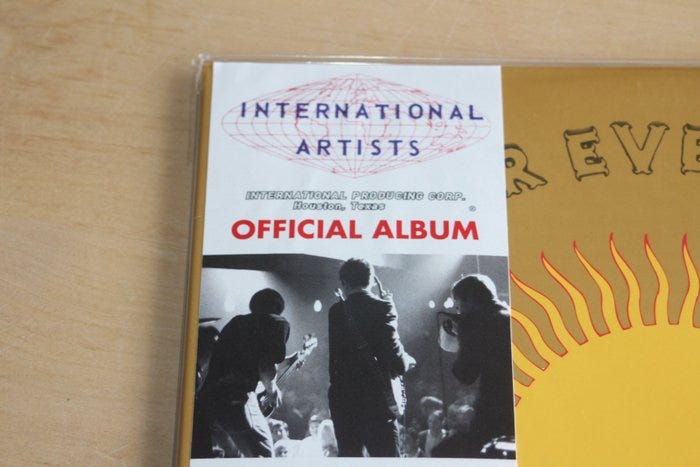 INTERNATIONAL
ARTISTS
INTERNATIONAL PRODUCING CORP.
Houston, Texas ®
OFFICIAL ALBUM
R EVE